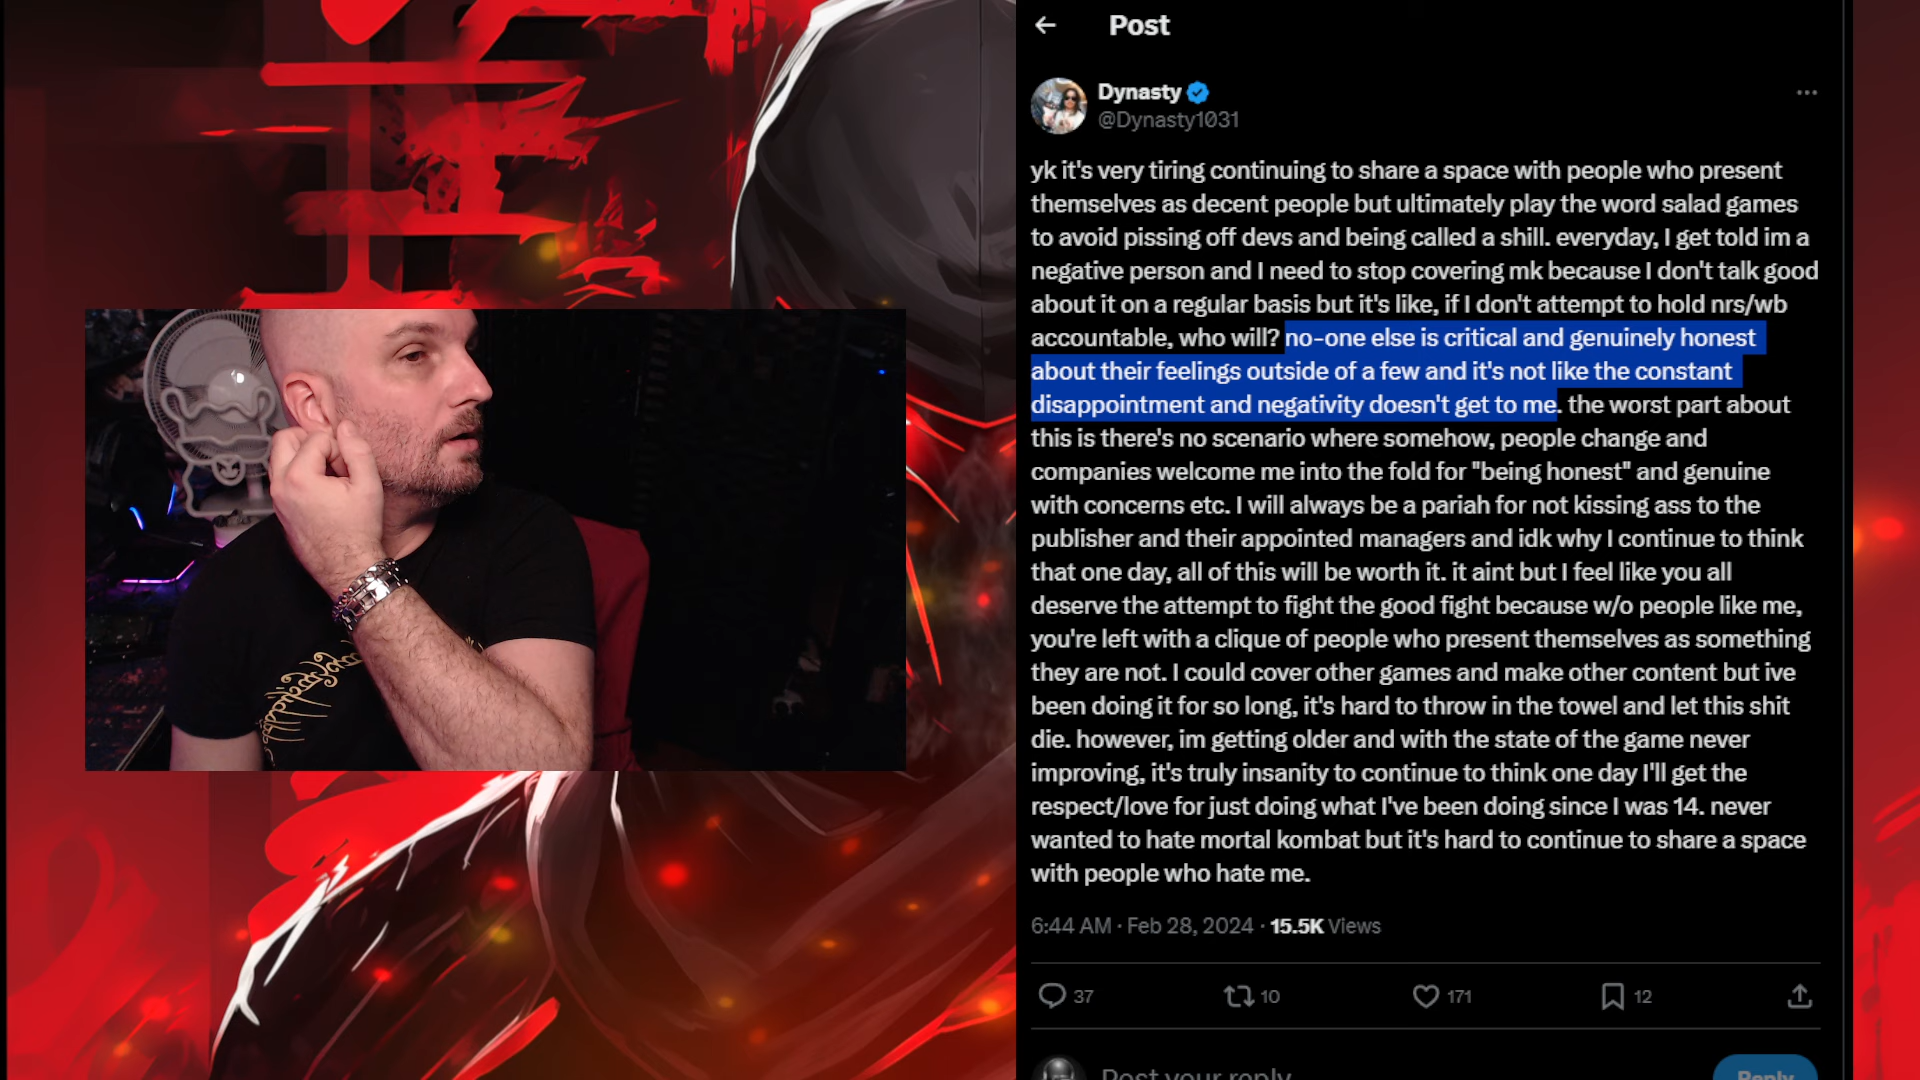 Post
Dynasty
@Dynasty1031
yk it's very tiring continuing to share a space with people who present
themselves as decent people but ultimately play the word salad games
to avoid pissing off devs and being called a shill. everyday, I get told im a
negative person and I need to stop covering mk because I don't talk good
about it on a regular basis but it's like, if I don't attempt to hold nrs/wb
accountable, who will? no-one else is critical and genuinely honest
about their feelings outside of a few and it's not like the constant
disappointment and negativity doesn't get to me. the worst part about
this is there's no scenario where somehow, people change and
companies welcome me into the fold for "being honest" and genuine
with concerns etc. I will always be a pariah for not kissing ass to the
publisher and their appointed managers and idk why I continue to think
that one day, all of this will be worth it. it aint but I feel like you all
deserve the attempt to fight the good fight because w/o people like me,
you're left with a clique of people who present themselves as something
they are not. I could cover other games and make other content but ive
been doing it for so long, it's hard to throw in the towel and let this shit
die. however, im getting older and with the state of the game never
improving, it's truly insanity to continue to think one day I'll get the
respect/love for just doing what I've been doing since I was 14. never
wanted to hate mortal kombat but it's hard to continue to share a space
with people who hate me.
6:44 AM · Feb 28, 2024 · 15.5K Views
37 10 171 12
Post your reply
Reply